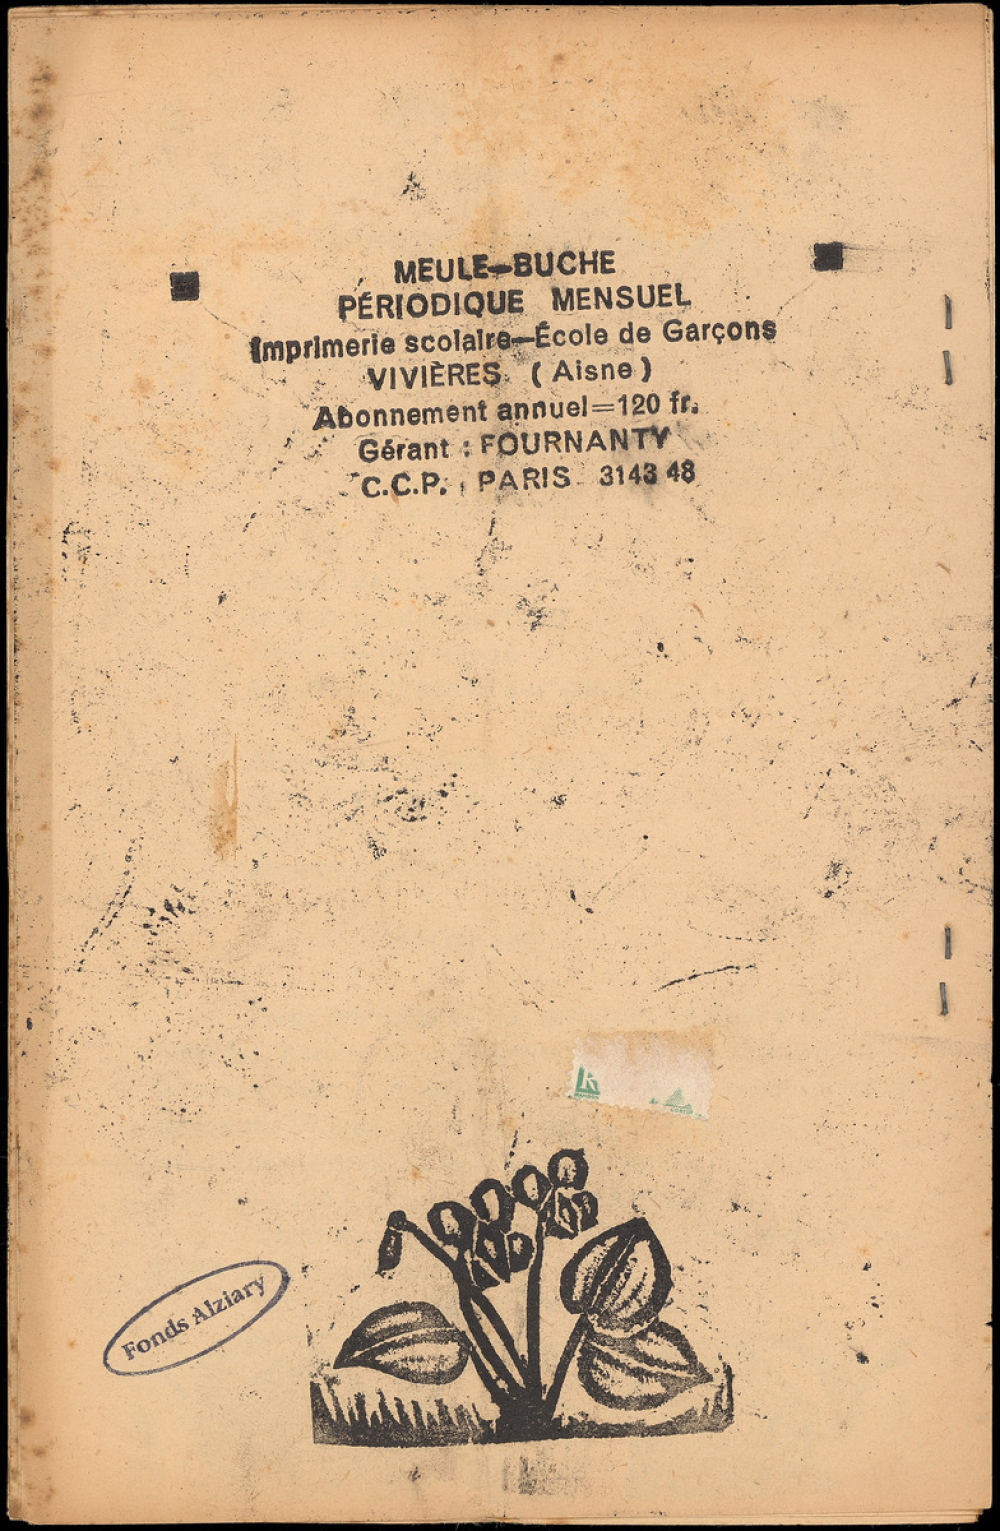 MEULE—BUCHE
PÉRIODIQUE MENSUEL
Imprimerie scolaire—École de Garçons
VIVIÈRES (Aisne)
Abonnement annuel=120 fr.
Gérant : FOURNANTY
C.C.P. : PARIS 3143 48
Fonds Alziary